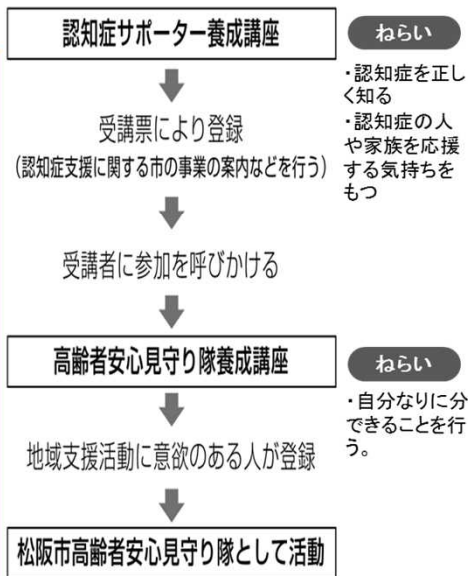 認知症サポーター養成講座
ねらい
・認知症を正し
く知る
・認知症の人
や家族を応援
する気持ちを
もつ
受講票により登録
(認知症支援に関する市の事業の案内などを行う)
受講者に参加を呼びかける
高齢者安心見守り隊養成講座
ねらい
・自分なりに分
できることを行
う。
地域支援活動に意欲のある人が登録
松阪市高齢者安心見守り隊として活動